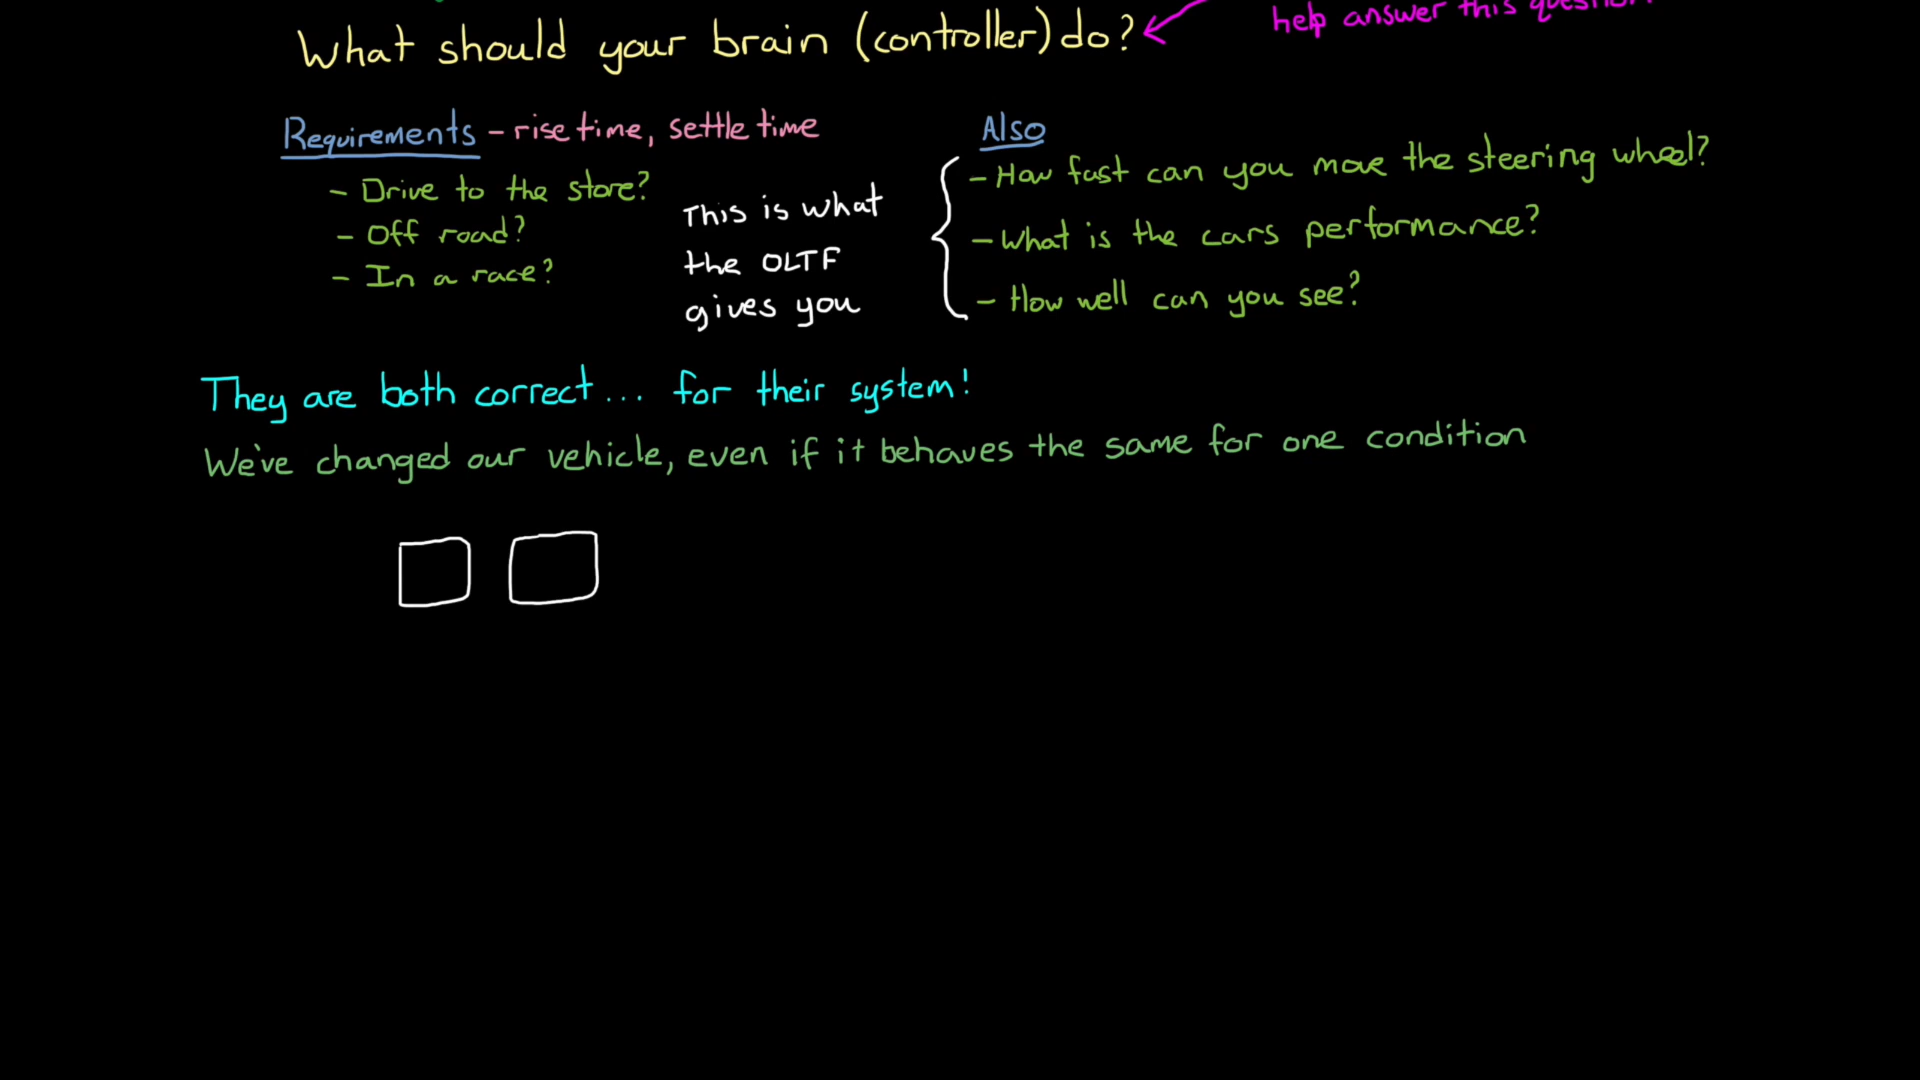 What should your brain (controller) do?
help answer this question
Requirements - rise time, settle time
- Drive to the store?
- Off road?
- In a race?
This is what
the OLTF
gives you
Also
- How fast can you move the steering wheel?
- What is the cars performance?
- How well can you see?
They are both correct... for their system!
We've changed our vehicle, even if it behaves the same for one condition